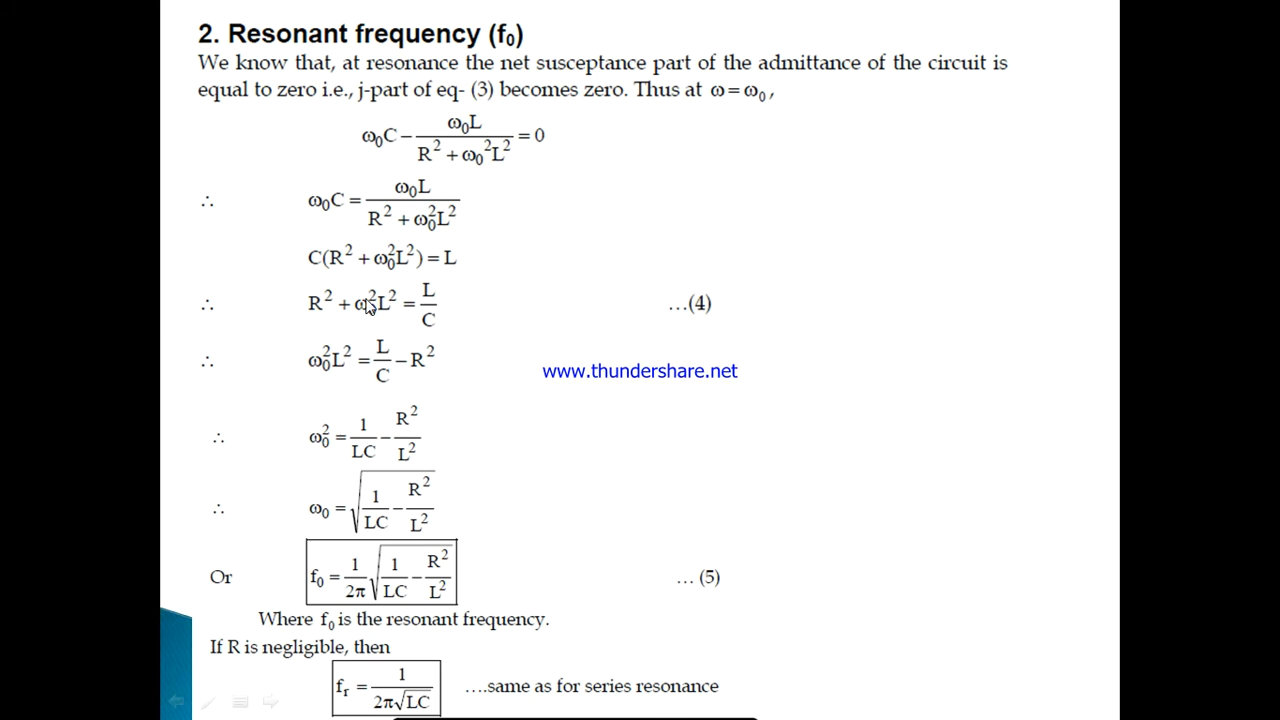 2. Resonant frequency (f₀)
We know that, at resonance the net susceptance part of the admittance of the circuit is
equal to zero i.e., j-part of eq- (3) becomes zero. Thus at ω = ω₀,
ω₀C − ω₀L / (R² + ω₀²L²) = 0
∴ ω₀C = ω₀L / (R² + ω₀²L²)
C(R² + ω₀²L²) = L
∴ R² + ω₀²L² = L/C …(4)
∴ ω₀²L² = L/C − R²
www.thundershare.net
∴ ω₀² = 1/LC − R²/L²
∴ ω₀ = √(1/LC − R²/L²)
Or f₀ = 1/2π √(1/LC − R²/L²) … (5)
Where f₀ is the resonant frequency.
If R is negligible, then
fᵣ = 1 / 2π√LC ….same as for series resonance